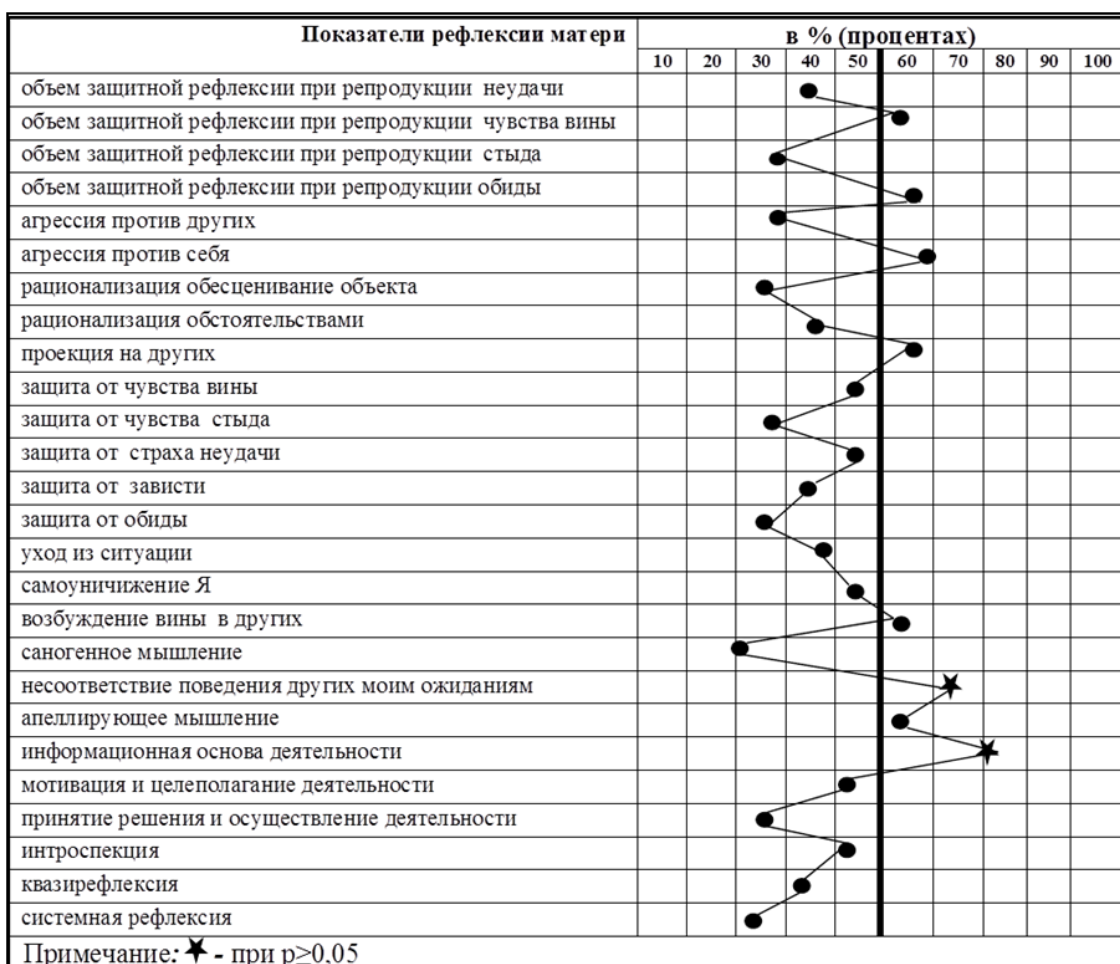 Показатели рефлексии матери
в % (процентах)
10 20 30 40 50 60 70 80 90 100
объем защитной рефлексии при репродукции неудачи
объем защитной рефлексии при репродукции чувства вины
объем защитной рефлексии при репродукции стыда
объем защитной рефлексии при репродукции обиды
агрессия против других
агрессия против себя
рационализация обесценивание объекта
рационализация обстоятельствами
проекция на других
защита от чувства вины
защита от чувства стыда
защита от страха неудачи
защита от зависти
защита от обиды
уход из ситуации
самоуничижение Я
возбуждение вины в других
саногенное мышление
несоответствие поведения других моим ожиданиям
апеллирующее мышление
информационная основа деятельности
мотивация и целеполагание деятельности
принятие решения и осуществление деятельности
интроспекция
квазирефлексия
системная рефлексия
Примечание: ★ - при p≥0,05